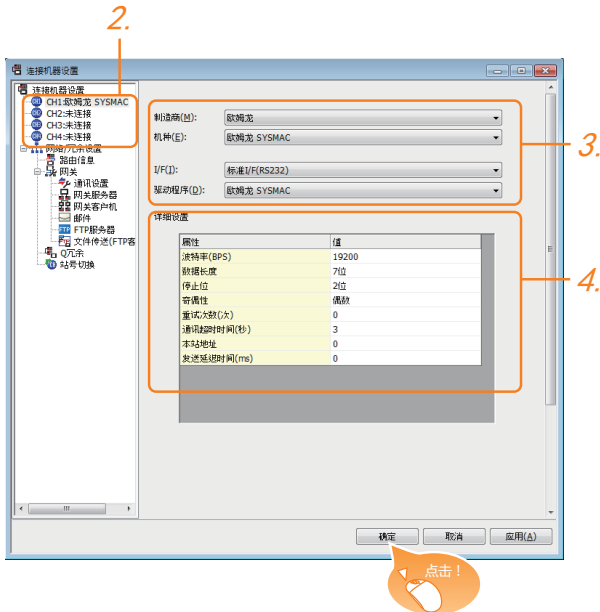 2.
连接机器设置
连接机器设置
CH1:欧姆龙 SYSMAC
CH2:未连接
CH3:未连接
CH4:未连接
网络/冗余设置
路由信息
网关
通讯设置
网关服务器
网关客户机
邮件
FTP FTP服务器
文件传送(FTP客
Q冗余
站号切换
制造商(M): 欧姆龙
机种(E): 欧姆龙 SYSMAC
3.
I/F(I): 标准I/F(RS232)
驱动程序(D): 欧姆龙 SYSMAC
详细设置
属性 值
波特率(BPS) 19200
数据长度 7位
4.
停止位 2位
奇偶性 偶数
重试次数(次) 0
通讯超时时间(秒) 3
本站地址 0
发送延迟时间(ms) 0
确定 取消 应用(A)
点击！